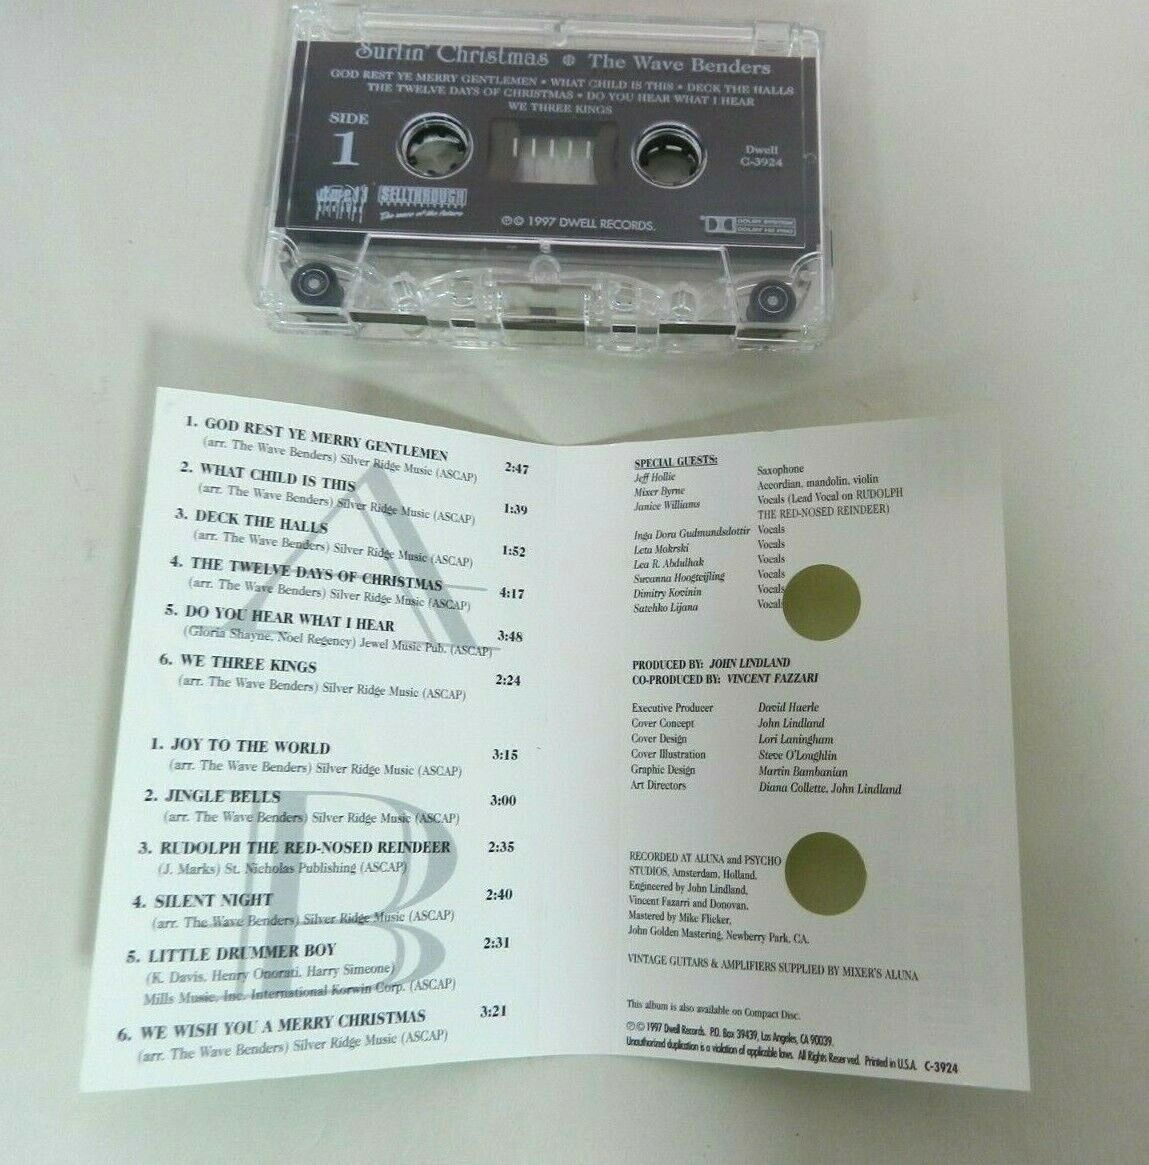 Surfin' Christmas ❄ The Wave Benders
GOD REST YE MERRY GENTLEMEN • WHAT CHILD IS THIS • DECK THE HALLS
THE TWELVE DAYS OF CHRISTMAS • DO YOU HEAR WHAT I HEAR
WE THREE KINGS
SIDE
1
Dwell
C-3924
dwell
SELLTHROUGH
The wave of the future
℗© 1997 DWELL RECORDS.
DOLBY SYSTEM
DOLBY HX PRO
A
1. GOD REST YE MERRY GENTLEMEN 2:47
(arr. The Wave Benders) Silver Ridge Music (ASCAP)
2. WHAT CHILD IS THIS 1:39
(arr. The Wave Benders) Silver Ridge Music (ASCAP)
3. DECK THE HALLS 1:52
(arr. The Wave Benders) Silver Ridge Music (ASCAP)
4. THE TWELVE DAYS OF CHRISTMAS 4:17
(arr. The Wave Benders) Silver Ridge Music (ASCAP)
5. DO YOU HEAR WHAT I HEAR 3:48
(Gloria Shayne, Noel Regency) Jewel Music Pub. (ASCAP)
6. WE THREE KINGS 2:24
(arr. The Wave Benders) Silver Ridge Music (ASCAP)
B
1. JOY TO THE WORLD 3:15
(arr. The Wave Benders) Silver Ridge Music (ASCAP)
2. JINGLE BELLS 3:00
(arr. The Wave Benders) Silver Ridge Music (ASCAP)
3. RUDOLPH THE RED-NOSED REINDEER 2:35
(J. Marks) St. Nicholas Publishing (ASCAP)
4. SILENT NIGHT 2:40
(arr. The Wave Benders) Silver Ridge Music (ASCAP)
5. LITTLE DRUMMER BOY 2:31
(K. Davis, Henry Onorati, Harry Simeone)
Mills Music, Inc. International Korwin Corp. (ASCAP)
6. WE WISH YOU A MERRY CHRISTMAS 3:21
(arr. The Wave Benders) Silver Ridge Music (ASCAP)
SPECIAL GUESTS:
Jeff Hollie Saxophone
Mixer Byrne Accordian, mandolin, violin
Janice Williams Vocals (Lead Vocal on RUDOLPH
THE RED-NOSED REINDEER)
Inga Dora Gudmundsdottir Vocals
Leta Mokrski Vocals
Lea R. Abdulhak Vocals
Suvanna Hoogteijling Vocals
Dimitry Kovinin Vocals
Satchko Lijana Vocals
PRODUCED BY: JOHN LINDLAND
CO-PRODUCED BY: VINCENT FAZZARI
Executive Producer David Haerle
Cover Concept John Lindland
Cover Design Lori Laningham
Cover Illustration Steve O'Loughlin
Graphic Design Martin Bambanian
Art Directors Diana Collette, John Lindland
RECORDED AT ALUNA and PSYCHO
STUDIOS, Amsterdam, Holland.
Engineered by John Lindland,
Vincent Fazarri and Donovan.
Mastered by Mike Flicker,
John Golden Mastering, Newberry Park, CA.
VINTAGE GUITARS & AMPLIFIERS SUPPLIED BY MIXER'S ALUNA
This album is also available on Compact Disc.
℗© 1997 Dwell Records. P.O. Box 39439, Los Angeles, CA 90039.
Unauthorized duplication is a violation of applicable laws. All Rights Reserved. Printed in U.S.A. C-3924